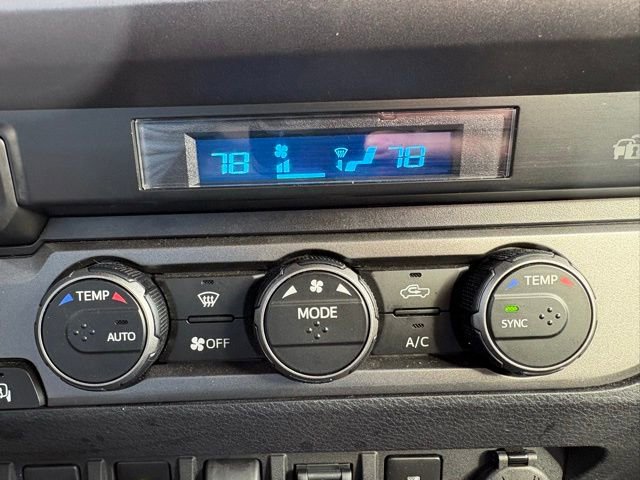 78 78
TEMP
AUTO
OFF
MODE
A/C
TEMP
SYNC